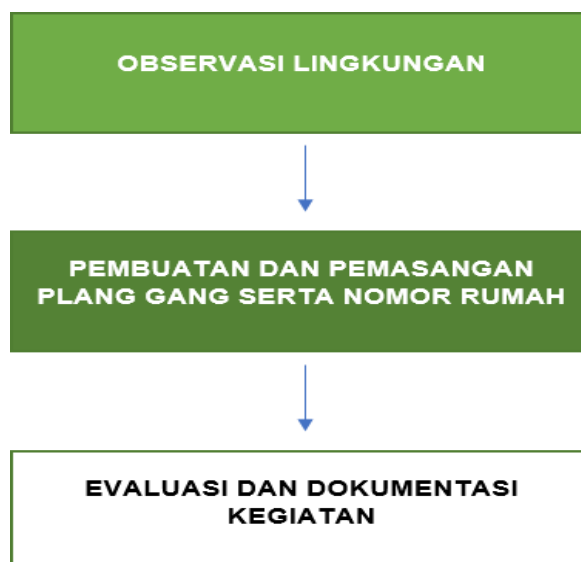 OBSERVASI LINGKUNGAN
PEMBUATAN DAN PEMASANGAN
PLANG GANG SERTA NOMOR RUMAH
EVALUASI DAN DOKUMENTASI
KEGIATAN